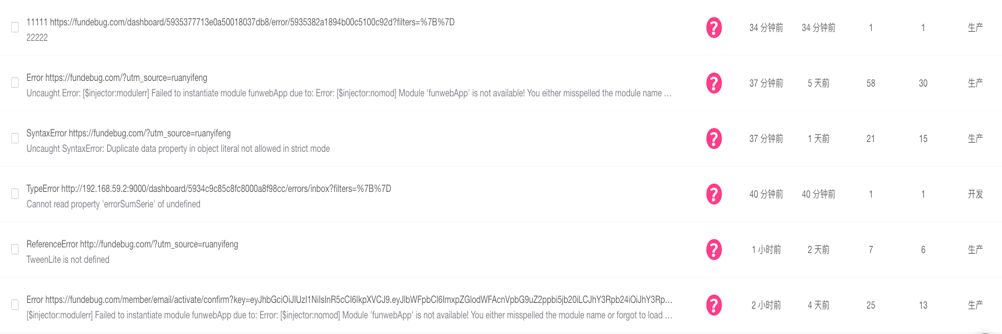 11111 https://fundebug.com/dashboard/5935377713e0a50018037db8/error/5935382a1894b00c5100c92d?filters=%7B%7D
22222
? 34 分钟前 34 分钟前 1 1 生产
Error https://fundebug.com/?utm_source=ruanyifeng
Uncaught Error: [$injector:modulerr] Failed to instantiate module funwebApp due to: Error: [$injector:nomod] Module 'funwebApp' is not available! You either misspelled the module name ...
? 37 分钟前 5 天前 58 30 生产
SyntaxError https://fundebug.com/?utm_source=ruanyifeng
Uncaught SyntaxError: Duplicate data property in object literal not allowed in strict mode
? 37 分钟前 1 天前 21 15 生产
TypeError http://192.168.59.2:9000/dashboard/5934c9c85c8fc8000a8f98cc/errors/inbox?filters=%7B%7D
Cannot read property 'errorSumSerie' of undefined
? 40 分钟前 40 分钟前 1 1 开发
ReferenceError http://fundebug.com/?utm_source=ruanyifeng
TweenLite is not defined
? 1 小时前 2 天前 7 6 生产
Error https://fundebug.com/member/email/activate/confirm?key=eyJhbGciOiJIUzI1NiIsInR5cCI6IkpXVCJ9.eyJlbWFpbCI6ImxpZGlodWFAcnVpbG9uZ2ppbi5jb20iLCJhY3Rpb24iOiJhY3Rp...
[$injector:modulerr] Failed to instantiate module funwebApp due to: Error: [$injector:nomod] Module 'funwebApp' is not available! You either misspelled the module name or forgot to load ...
? 2 小时前 4 天前 25 13 生产